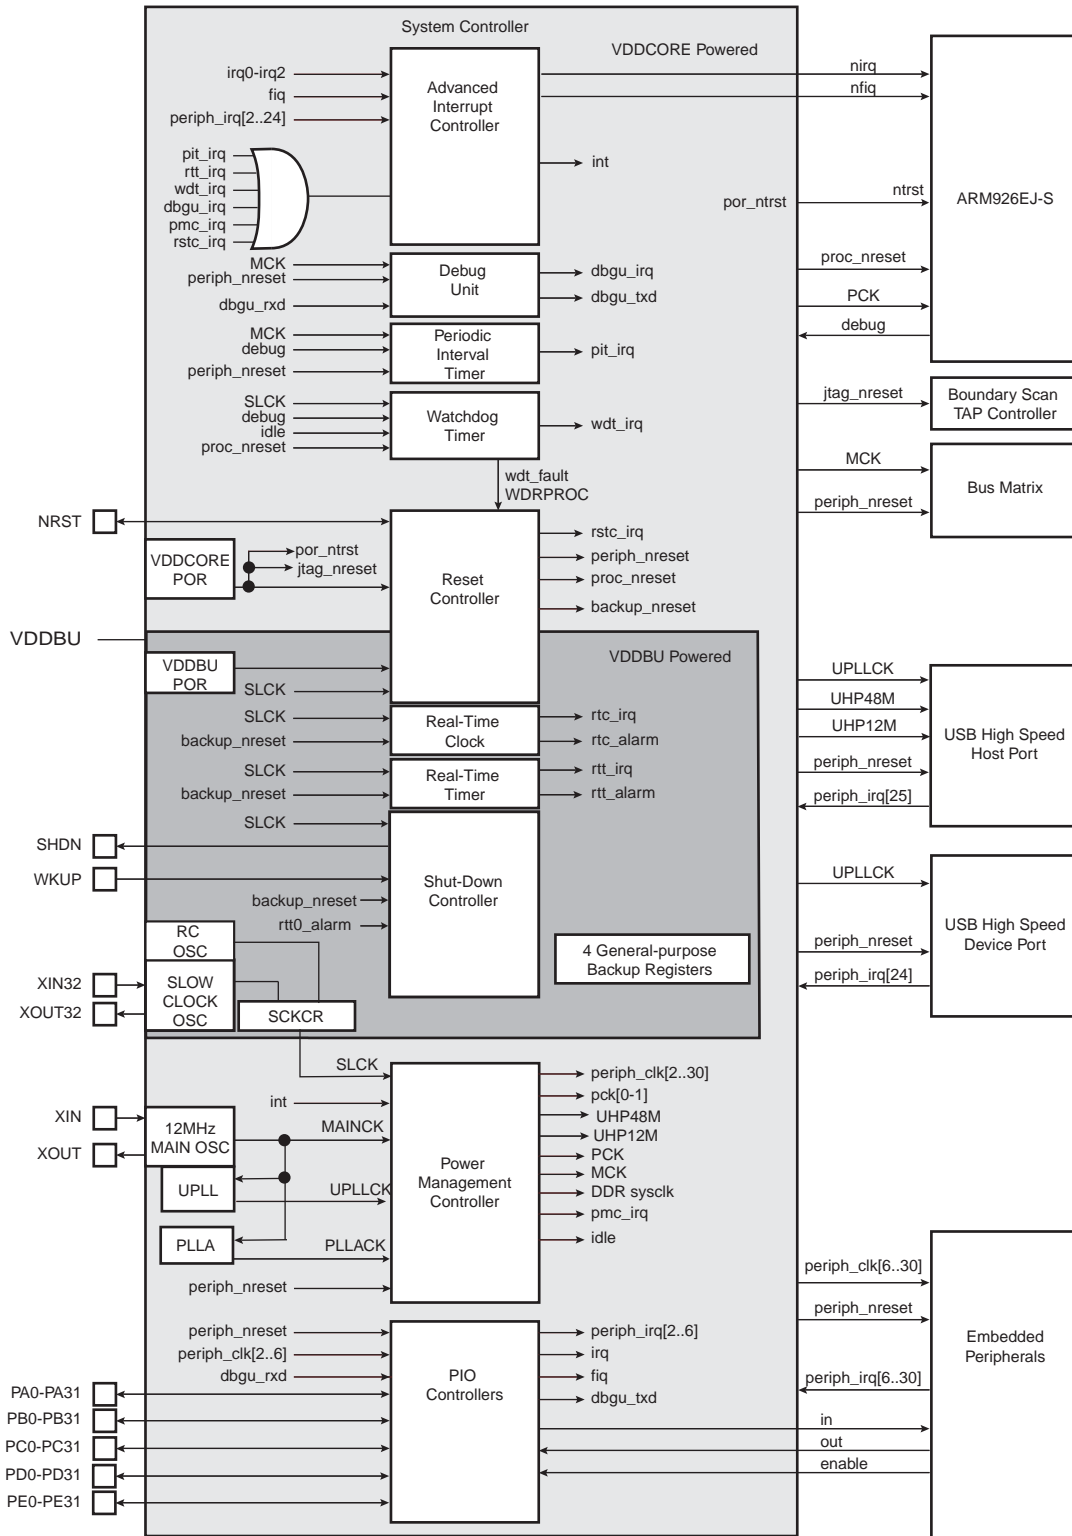 System Controller
VDDCORE Powered
irq0-irq2
fiq
periph_irq[2..24]
pit_irq
rtt_irq
wdt_irq
dbgu_irq
pmc_irq
rstc_irq
Advanced
Interrupt
Controller
int
nirq
nfiq
por_ntrst
ntrst
ARM926EJ-S
proc_nreset
PCK
debug
MCK
periph_nreset
dbgu_rxd
Debug
Unit
dbgu_irq
dbgu_txd
MCK
debug
periph_nreset
Periodic
Interval
Timer
pit_irq
SLCK
debug
idle
proc_nreset
Watchdog
Timer
wdt_irq
wdt_fault
WDRPROC
jtag_nreset
Boundary Scan
TAP Controller
MCK
periph_nreset
Bus Matrix
NRST
VDDCORE
POR
por_ntrst
jtag_nreset
Reset
Controller
rstc_irq
periph_nreset
proc_nreset
backup_nreset
VDDBU
VDDBU Powered
VDDBU
POR
SLCK
SLCK
backup_nreset
Real-Time
Clock
rtc_irq
rtc_alarm
SLCK
backup_nreset
Real-Time
Timer
rtt_irq
rtt_alarm
SLCK
SHDN
WKUP
backup_nreset
rtt0_alarm
Shut-Down
Controller
4 General-purpose
Backup Registers
RC
OSC
XIN32
XOUT32
SLOW
CLOCK
OSC
SCKCR
UPLLCK
UHP48M
UHP12M
periph_nreset
periph_irq[25]
USB High Speed
Host Port
UPLLCK
periph_nreset
periph_irq[24]
USB High Speed
Device Port
SLCK
int
XIN
XOUT
12MHz
MAIN OSC
MAINCK
UPLL
UPLLCK
PLLA
PLLACK
periph_nreset
Power
Management
Controller
periph_clk[2..30]
pck[0-1]
UHP48M
UHP12M
PCK
MCK
DDR sysclk
pmc_irq
idle
periph_nreset
periph_clk[2..6]
dbgu_rxd
PA0-PA31
PB0-PB31
PC0-PC31
PD0-PD31
PE0-PE31
PIO
Controllers
periph_irq[2..6]
irq
fiq
dbgu_txd
periph_clk[6..30]
periph_nreset
periph_irq[6..30]
in
out
enable
Embedded
Peripherals